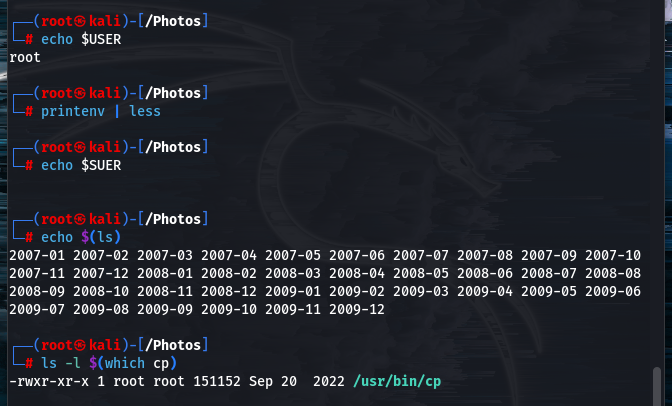 ┌──(root㉿kali)-[/Photos]
└─# echo $USER
root
┌──(root㉿kali)-[/Photos]
└─# printenv | less
┌──(root㉿kali)-[/Photos]
└─# echo $SUER
┌──(root㉿kali)-[/Photos]
└─# echo $(ls)
2007-01 2007-02 2007-03 2007-04 2007-05 2007-06 2007-07 2007-08 2007-09 2007-10
2007-11 2007-12 2008-01 2008-02 2008-03 2008-04 2008-05 2008-06 2008-07 2008-08
2008-09 2008-10 2008-11 2008-12 2009-01 2009-02 2009-03 2009-04 2009-05 2009-06
2009-07 2009-08 2009-09 2009-10 2009-11 2009-12
┌──(root㉿kali)-[/Photos]
└─# ls -l $(which cp)
-rwxr-xr-x 1 root root 151152 Sep 20  2022 /usr/bin/cp